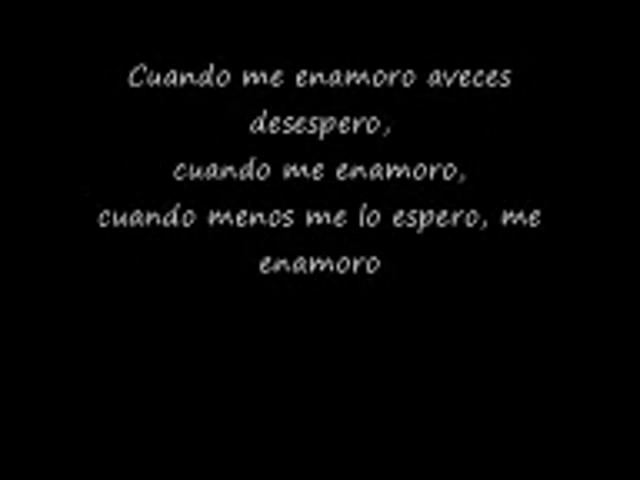 Cuando me enamoro aveces
desespero,
cuando me enamoro,
cuando menos me lo espero, me
enamoro